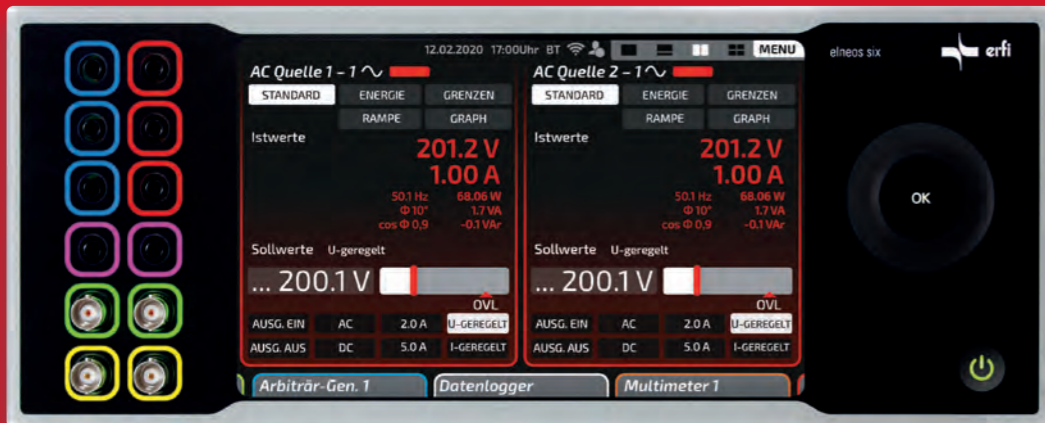 12.02.2020 17:00Uhr BT MENU
elneos six
erfi
AC Quelle 1 – 1
STANDARD ENERGIE GRENZEN
RAMPE GRAPH
Istwerte
201.2 V
1.00 A
50.1 Hz 68.06 W
Φ 10° 1.7 VA
cos Φ 0,9 -0.1 VAr
Sollwerte U-geregelt
... 200.1 V
OVL
AUSG. EIN AC 2.0 A U-GEREGELT
AUSG. AUS DC 5.0 A I-GEREGELT
AC Quelle 2 – 1
STANDARD ENERGIE GRENZEN
RAMPE GRAPH
Istwerte
201.2 V
1.00 A
50.1 Hz 68.06 W
Φ 10° 1.7 VA
cos Φ 0,9 -0.1 VAr
Sollwerte U-geregelt
... 200.1 V
OVL
AUSG. EIN AC 2.0 A U-GEREGELT
AUSG. AUS DC 5.0 A I-GEREGELT
Arbiträr-Gen. 1 Datenlogger Multimeter 1
OK